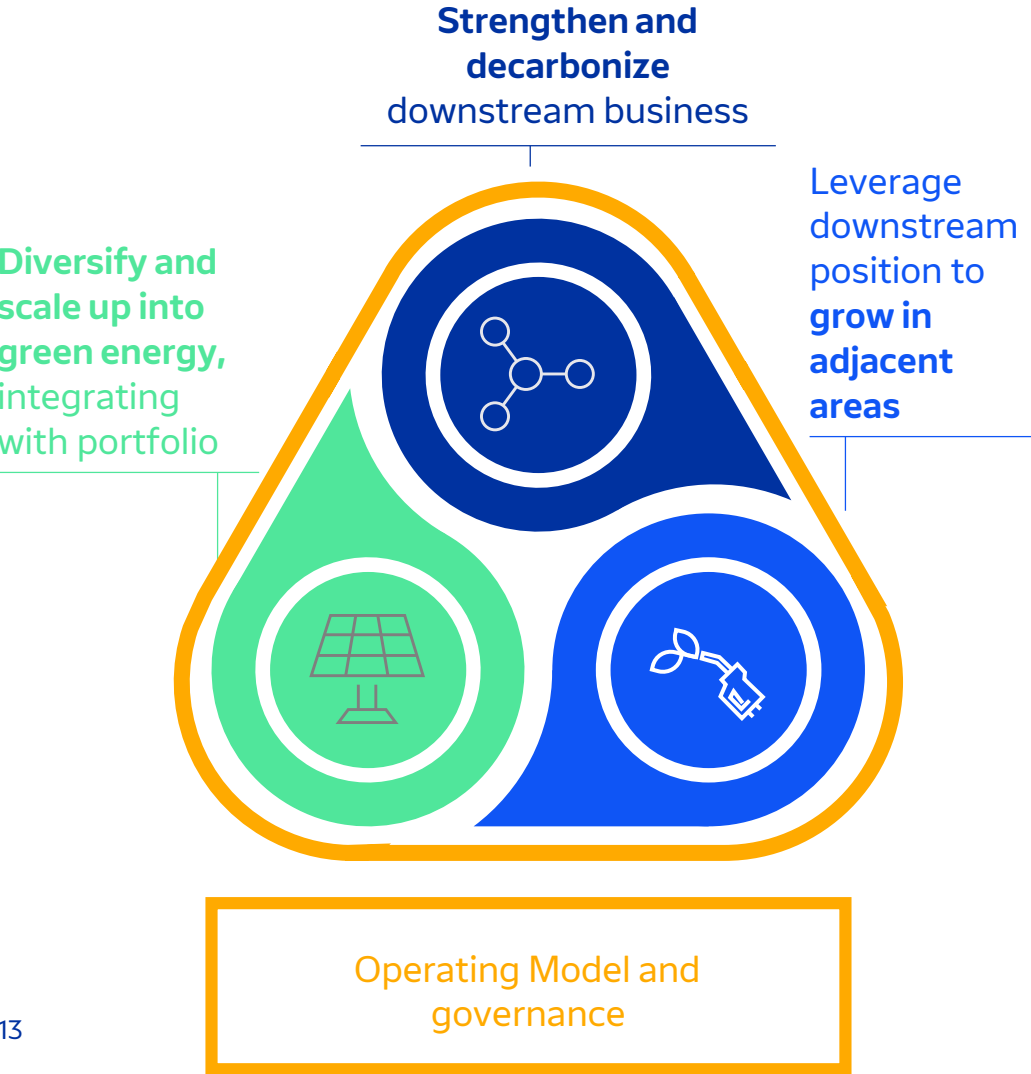 Strengthen and
decarbonize
downstream business
Leverage
downstream
position to
grow in
adjacent
areas
Diversify and
scale up into
green energy,
integrating
with portfolio
Operating Model and
governance
13